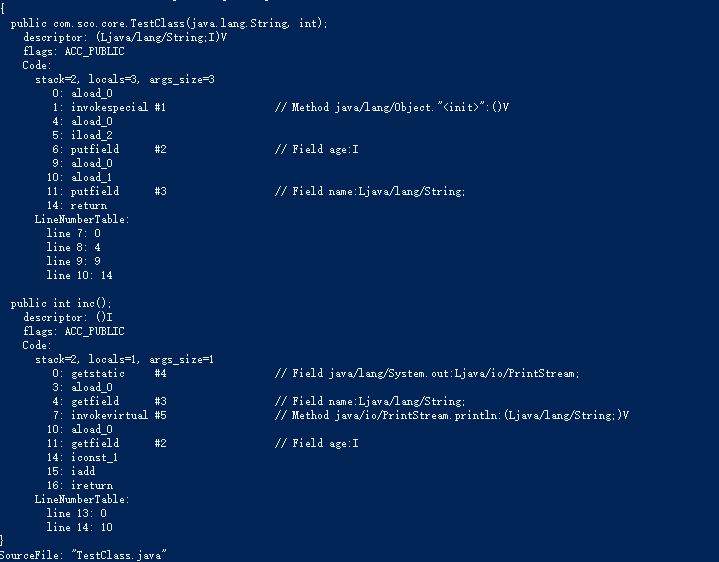 {
  public com.sco.core.TestClass(java.lang.String, int);
    descriptor: (Ljava/lang/String;I)V
    flags: ACC_PUBLIC
    Code:
      stack=2, locals=3, args_size=3
         0: aload_0
         1: invokespecial #1                  // Method java/lang/Object."<init>":()V
         4: aload_0
         5: iload_2
         6: putfield      #2                  // Field age:I
         9: aload_0
        10: aload_1
        11: putfield      #3                  // Field name:Ljava/lang/String;
        14: return
      LineNumberTable:
        line 7: 0
        line 8: 4
        line 9: 9
        line 10: 14

  public int inc();
    descriptor: ()I
    flags: ACC_PUBLIC
    Code:
      stack=2, locals=1, args_size=1
         0: getstatic     #4                  // Field java/lang/System.out:Ljava/io/PrintStream;
         3: aload_0
         4: getfield      #3                  // Field name:Ljava/lang/String;
         7: invokevirtual #5                  // Method java/io/PrintStream.println:(Ljava/lang/String;)V
        10: aload_0
        11: getfield      #2                  // Field age:I
        14: iconst_1
        15: iadd
        16: ireturn
      LineNumberTable:
        line 13: 0
        line 14: 10
}
SourceFile: "TestClass.java"